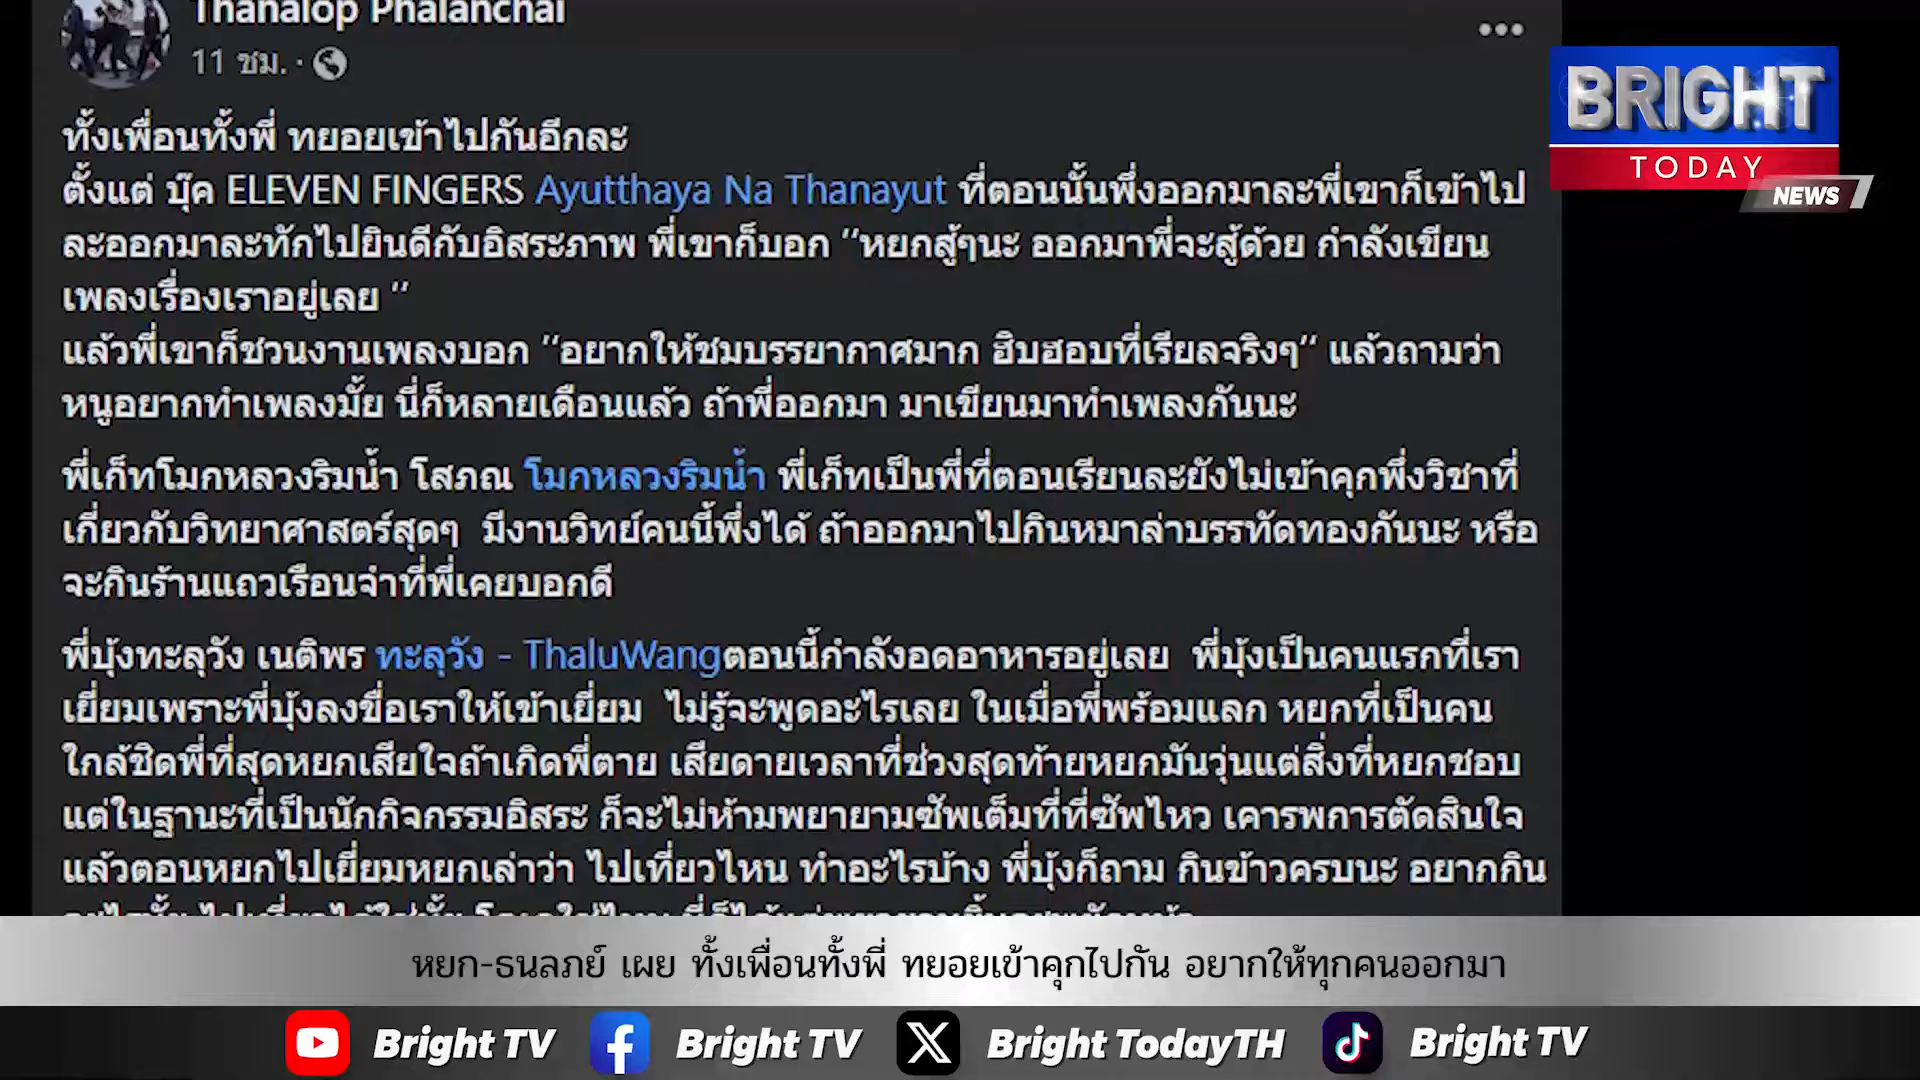 Thanalop Phalanchai
11 ชม. ·
BRIGHT
TODAY
NEWS
ทั้งเพื่อนทั้งพี่ ทยอยเข้าไปกันอีกละ
ตั้งแต่ บุ๊ค ELEVEN FINGERS Ayutthaya Na Thanayut ที่ตอนนั้นพึ่งออกมาละพี่เขาก็เข้าไป
ละออกมาละทักไปยินดีกับอิสระภาพ พี่เขาก็บอก ‘’หยกสู้ๆนะ ออกมาพี่จะสู้ด้วย กำลังเขียน
เพลงเรื่องเราอยู่เลย ‘’
แล้วพี่เขาก็ชวนงานเพลงบอก ‘’อยากให้ชมบรรยากาศมาก ฮิบฮอบที่เรียลจริงๆ‘’ แล้วถามว่า
หนูอยากทำเพลงมั้ย นี่ก็หลายเดือนแล้ว ถ้าพี่ออกมา มาเขียนมาทำเพลงกันนะ
พี่เก็ทโมกหลวงริมน้ำ โสภณ โมกหลวงริมน้ำ พี่เก็ทเป็นพี่ที่ตอนเรียนละยังไม่เข้าคุกพึ่งวิชาที่
เกี่ยวกับวิทยาศาสตร์สุดๆ มีงานวิทย์คนนี้พึ่งได้ ถ้าออกมาไปกินหมาล่าบรรทัดทองกันนะ หรือ
จะกินร้านแถวเรือนจำที่พี่เคยบอกดี
พี่บุ้งทะลุวัง เนติพร ทะลุวัง - ThaluWangตอนนี้กำลังอดอาหารอยู่เลย พี่บุ้งเป็นคนแรกที่เรา
เยี่ยมเพราะพี่บุ้งลงชื่อเราให้เข้าเยี่ยม ไม่รู้จะพูดอะไรเลย ในเมื่อพี่พร้อมแลก หยกที่เป็นคน
ใกล้ชิดพี่ที่สุดหยกเสียใจถ้าเกิดพี่ตาย เสียดายเวลาที่ช่วงสุดท้ายหยกมันวุ่นแต่สิ่งที่หยกชอบ
แต่ในฐานะที่เป็นนักกิจกรรมอิสระ ก็จะไม่ห้ามพยายามซัพเต็มที่ที่ซัพไหว เคารพการตัดสินใจ
แล้วตอนหยกไปเยี่ยมหยกเล่าว่า ไปเที่ยวไหน ทำอะไรบ้าง พี่บุ้งก็ถาม กินข้าวครบนะ อยากกิน
หยก-ธนลภย์ เผย ทั้งเพื่อนทั้งพี่ ทยอยเข้าคุกไปกัน อยากให้ทุกคนออกมา
Bright TV Bright TV Bright TodayTH Bright TV